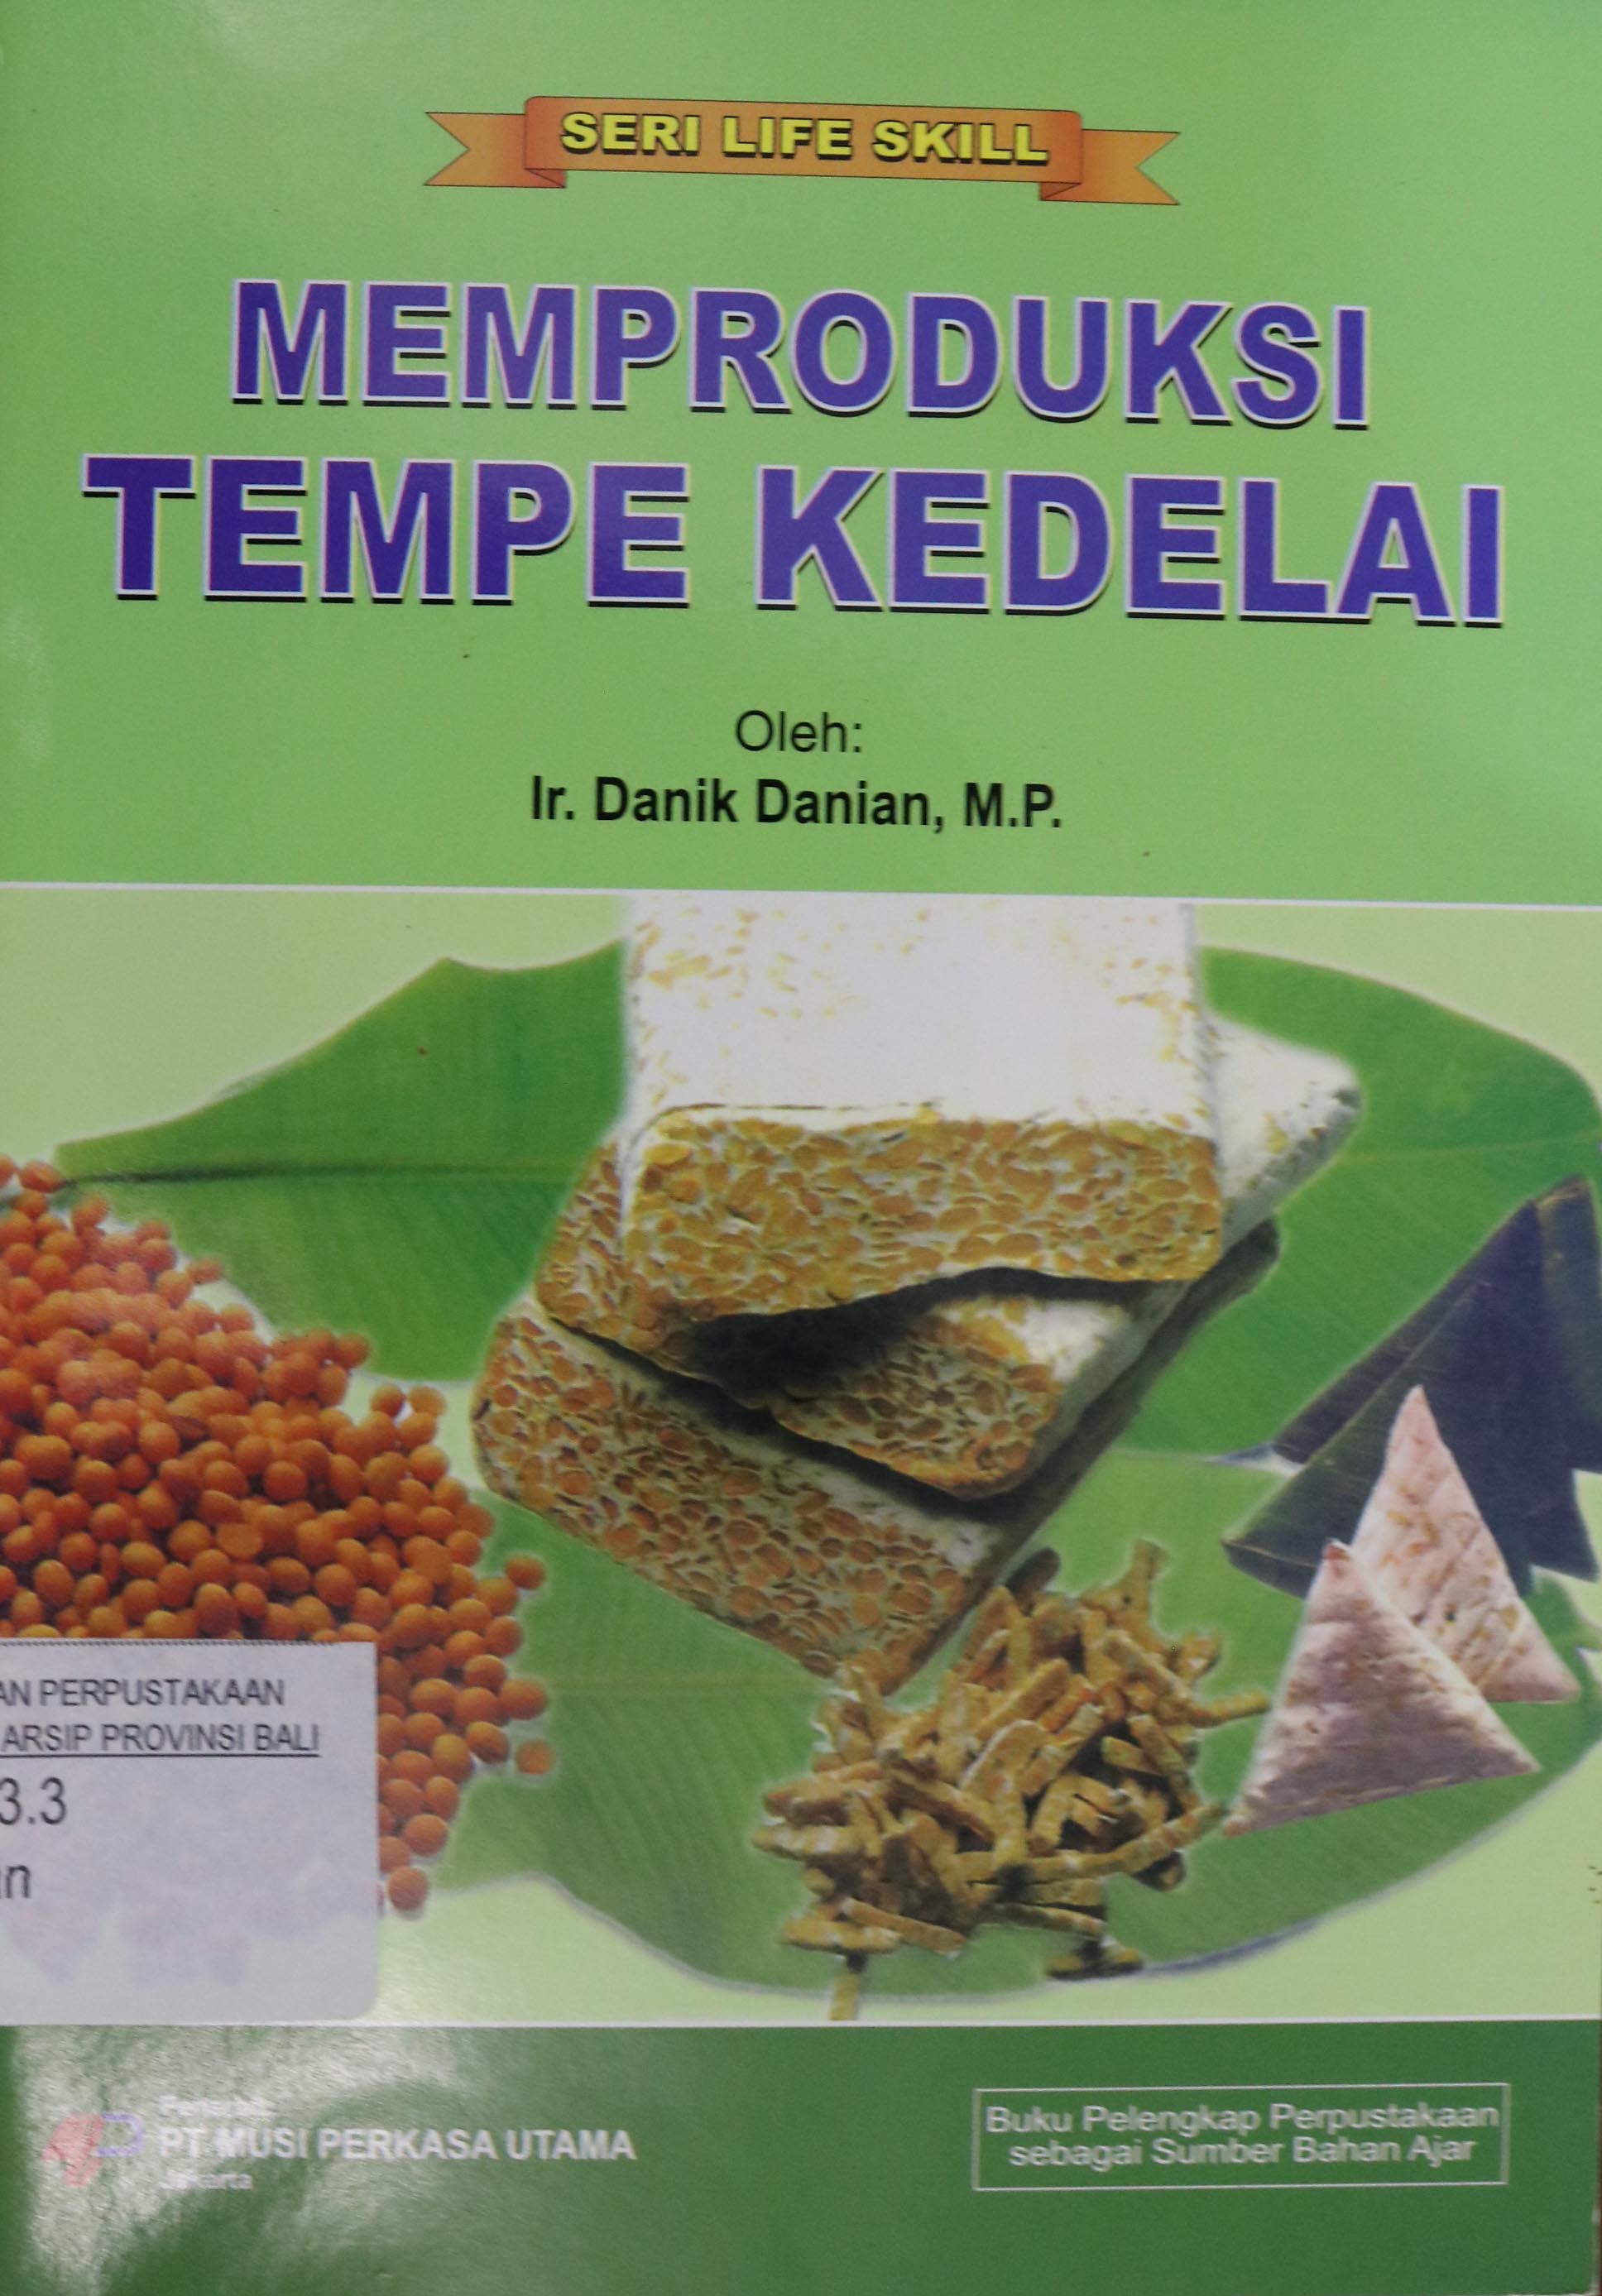 SERI LIFE SKILL
MEMPRODUKSI
TEMPE KEDELAI
Oleh:
Ir. Danik Danian, M.P.
AN PERPUSTAKAAN
ARSIP PROVINSI BALI
3.3
an
Penerbit:
PT MUSI PERKASA UTAMA
Jakarta
Buku Pelengkap Perpustakaan
sebagai Sumber Bahan Ajar